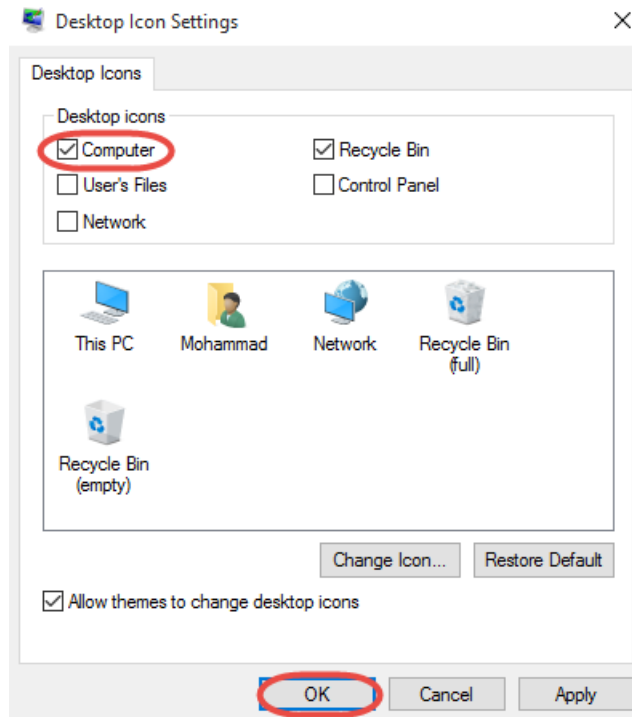 Desktop Icon Settings
Desktop Icons
Desktop icons
Computer
Recycle Bin
User's Files
Control Panel
Network
This PC
Mohammad
Network
Recycle Bin
(full)
Recycle Bin
(empty)
Change Icon...
Restore Default
Allow themes to change desktop icons
OK
Cancel
Apply